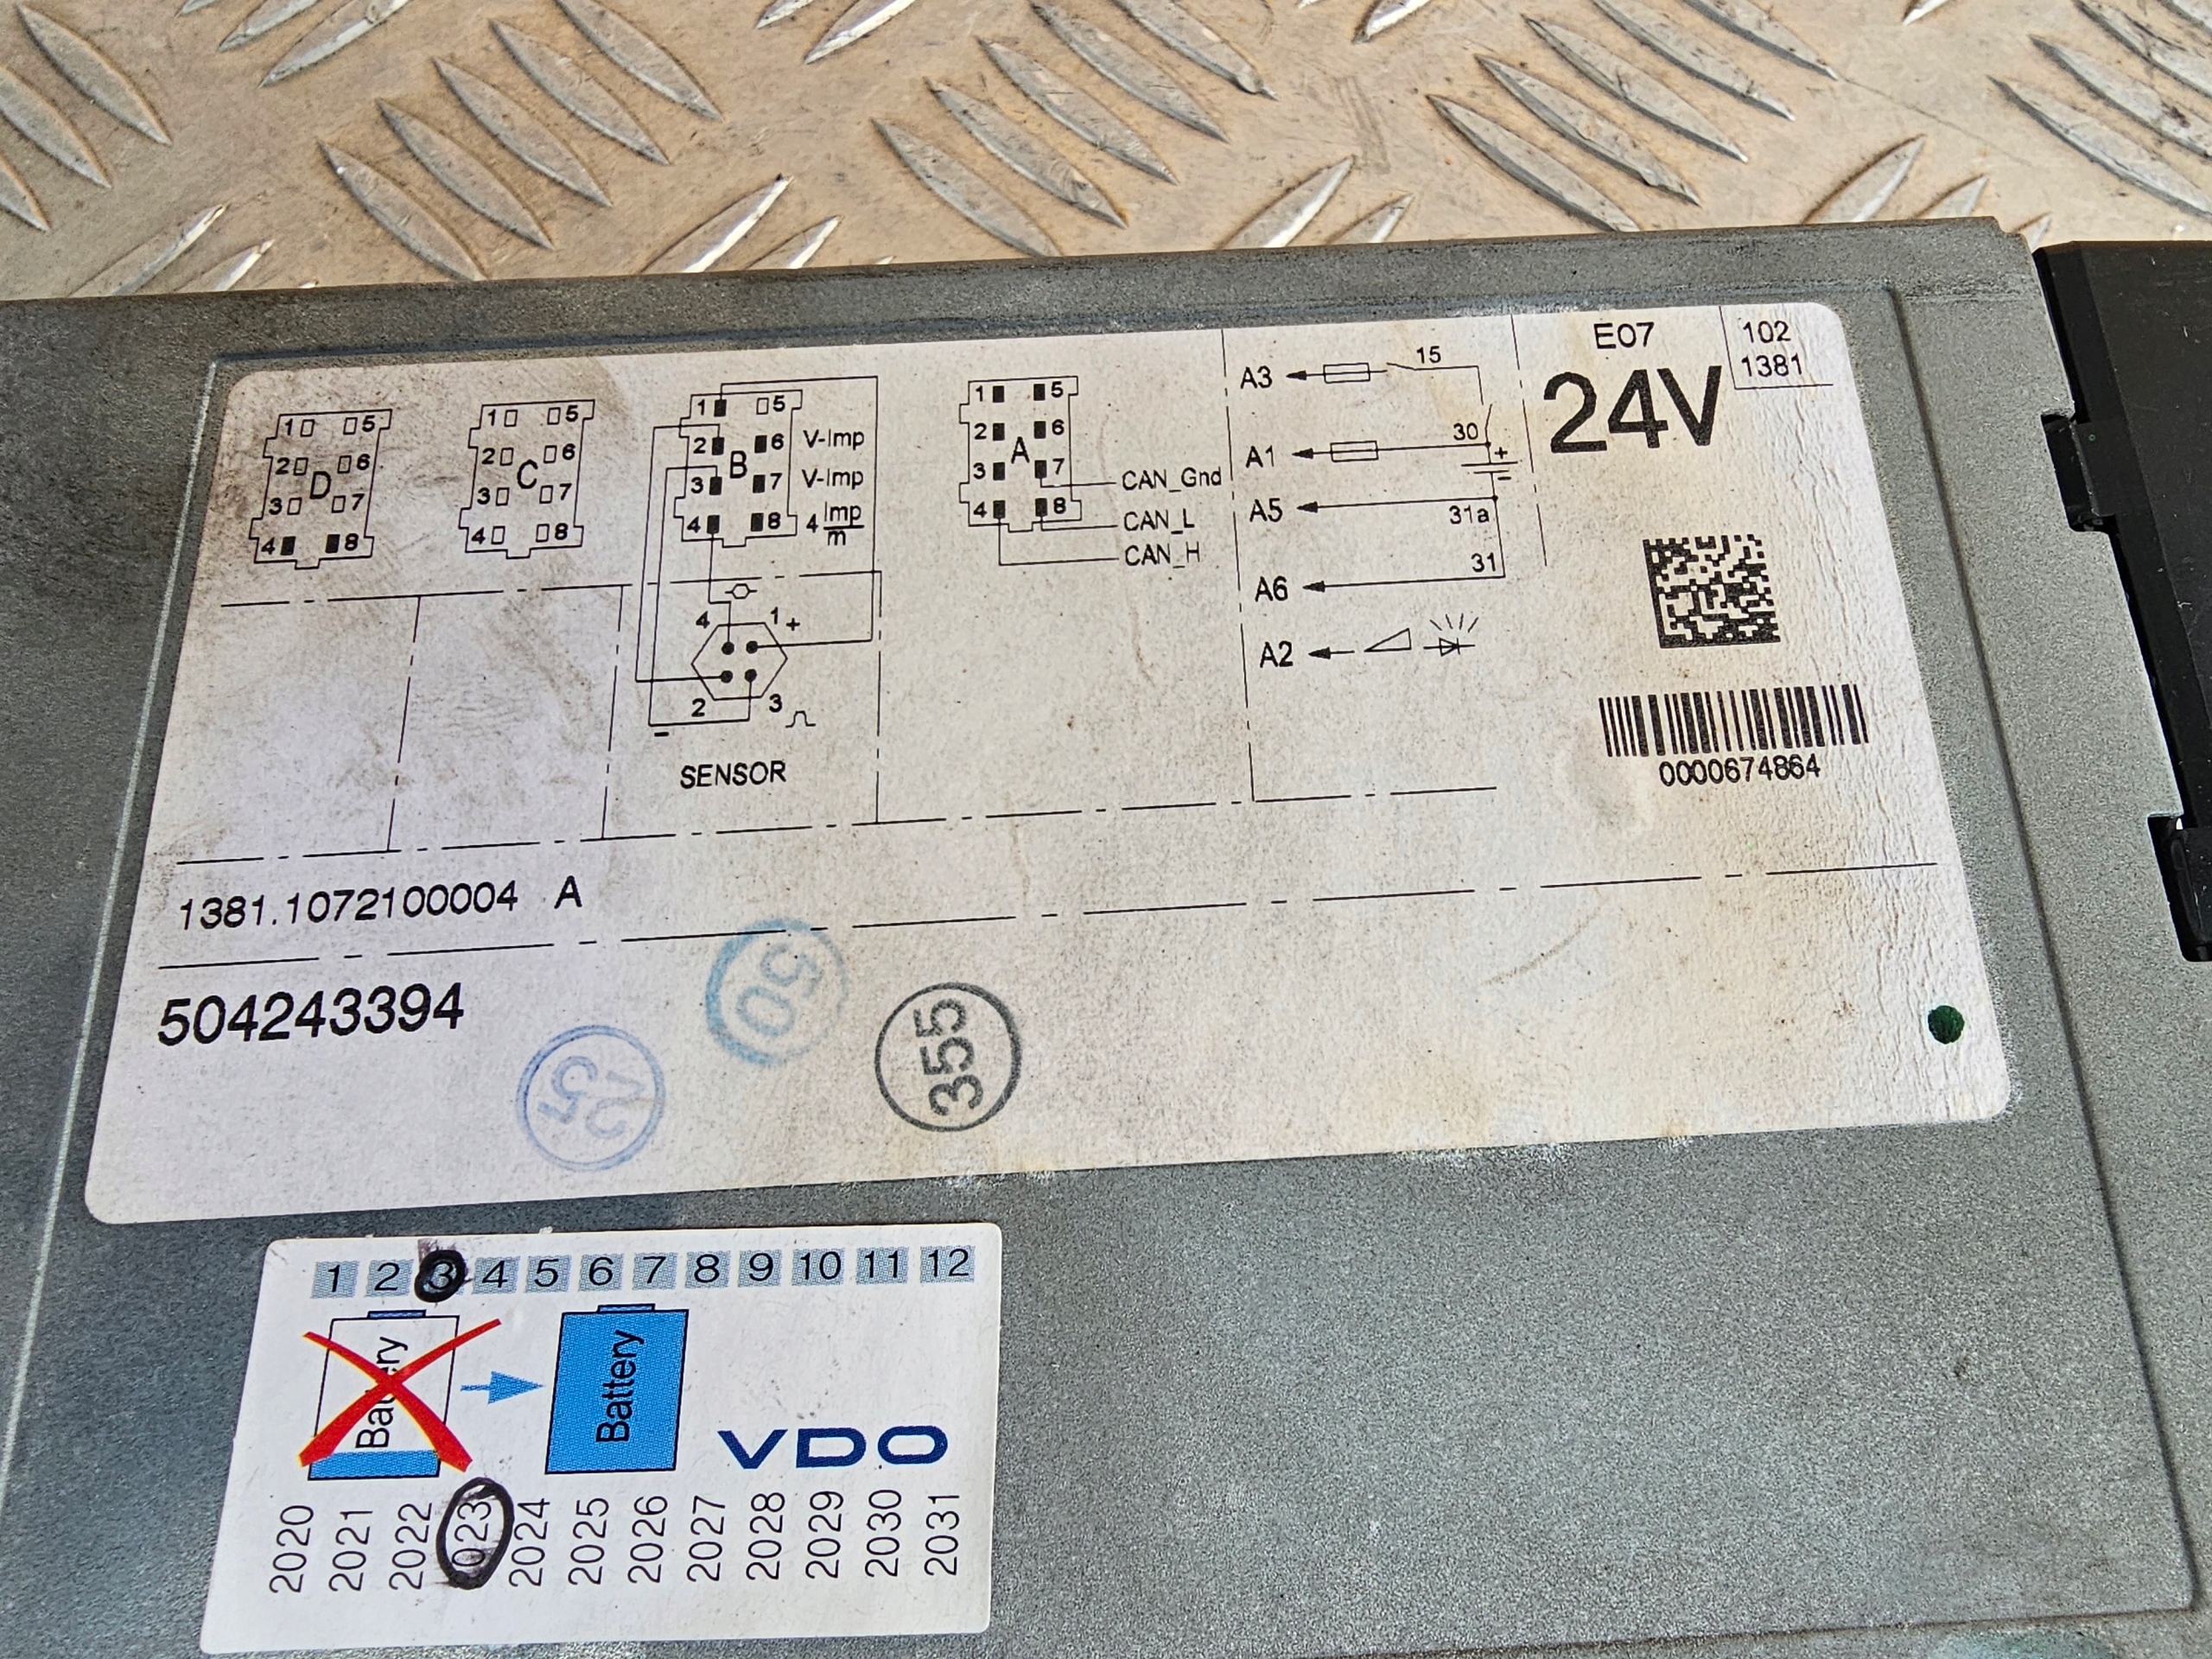 1 5
2 6
D
3 7
4 8
1 5
2 6
C
3 7
4 8
1 5
2 6 V-Imp
B
3 7 V-Imp
4 8 4 Imp/m
4 1 +
2 3
-
SENSOR
1 5
2 6
A
3 7 CAN_Gnd
4 8 CAN_L
CAN_H
A3 15
A1 30 +
-
A5 31a
A6 31
A2
E07
24V
102
1381
0000674864
1381.1072100004 A
504243394
25
50
355
1 2 3 4 5 6 7 8 9 10 11 12
Battery
Battery
VDO
2020 2021 2022 2023 2024 2025 2026 2027 2028 2029 2030 2031